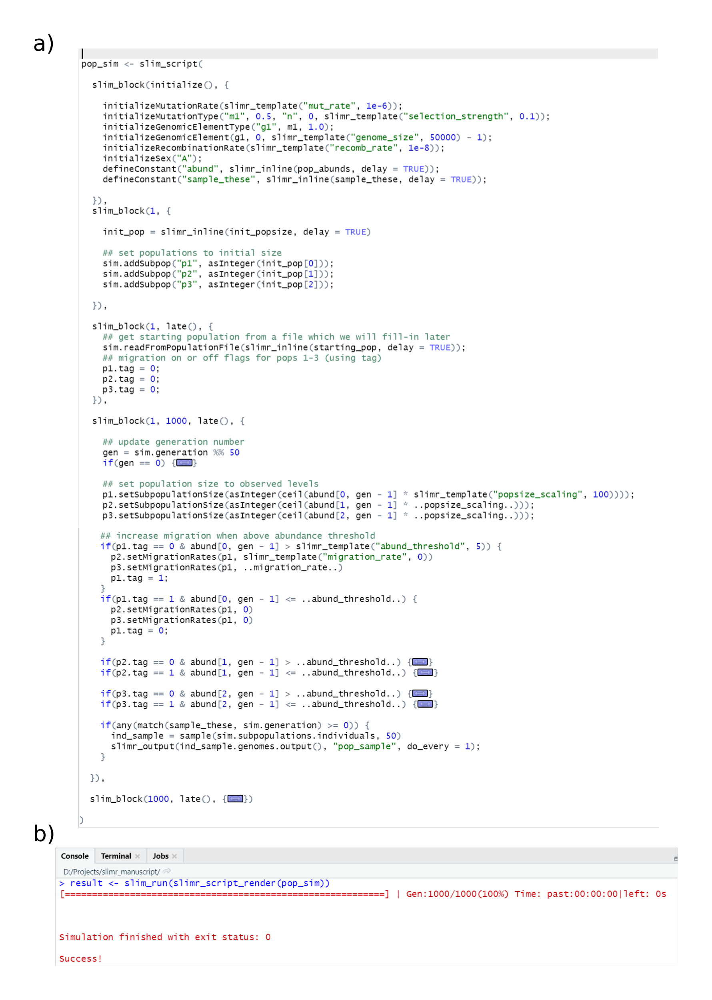 a)
pop_sim <- slim_script(
slim_block(initialize(), {
initializeMutationRate(slimr_template("mut_rate", 1e-6));
initializeMutationType("m1", 0.5, "n", 0, slimr_template("selection_strength", 0.1));
initializeGenomicElementType("g1", m1, 1.0);
initializeGenomicElement(g1, 0, slimr_template("genome_size", 50000) - 1);
initializeRecombinationRate(slimr_template("recomb_rate", 1e-8));
initializeSex("A");
defineConstant("abund", slimr_inline(pop_abunds, delay = TRUE));
defineConstant("sample_these", slimr_inline(sample_these, delay = TRUE));
}),
slim_block(1, {
init_pop = slimr_inline(init_popsize, delay = TRUE)
## set populations to initial size
sim.addSubpop("p1", asInteger(init_pop[0]));
sim.addSubpop("p2", asInteger(init_pop[1]));
sim.addSubpop("p3", asInteger(init_pop[2]));
}),
slim_block(1, late(), {
## get starting population from a file which we will fill-in later
sim.readFromPopulationFile(slimr_inline(starting_pop, delay = TRUE));
## migration on or off flags for pops 1-3 (using tag)
p1.tag = 0;
p2.tag = 0;
p3.tag = 0;
}),
slim_block(1, 1000, late(), {
## update generation number
gen = sim.generation %% 50
if(gen == 0) {}
## set population size to observed levels
p1.setSubpopulationSize(asInteger(ceil(abund[0, gen - 1] * slimr_template("popsize_scaling", 100))));
p2.setSubpopulationSize(asInteger(ceil(abund[1, gen - 1] * ..popsize_scaling..)));
p3.setSubpopulationSize(asInteger(ceil(abund[2, gen - 1] * ..popsize_scaling..)));
## increase migration when above abundance threshold
if(p1.tag == 0 & abund[0, gen - 1] > slimr_template("abund_threshold", 5)) {
p2.setMigrationRates(p1, slimr_template("migration_rate", 0))
p3.setMigrationRates(p1, ..migration_rate..)
p1.tag = 1;
}
if(p1.tag == 1 & abund[0, gen - 1] <= ..abund_threshold..) {
p2.setMigrationRates(p1, 0)
p3.setMigrationRates(p1, 0)
p1.tag = 0;
}
if(p2.tag == 0 & abund[1, gen - 1] > ..abund_threshold..) {}
if(p2.tag == 1 & abund[1, gen - 1] <= ..abund_threshold..) {}
if(p3.tag == 0 & abund[2, gen - 1] > ..abund_threshold..) {}
if(p3.tag == 1 & abund[2, gen - 1] <= ..abund_threshold..) {}
if(any(match(sample_these, sim.generation) >= 0)) {
ind_sample = sample(sim.subpopulations.individuals, 50)
slimr_output(ind_sample.genomes.output(), "pop_sample", do_every = 1);
}
}),
slim_block(1000, late(), {})
)
b)
Console Terminal Jobs
D:/Projects/slimr_manuscript/
> result <- slim_run(slimr_script_render(pop_sim))
[===========================================================] | Gen:1000/1000(100%) Time: past:00:00:00|left: 0s
Simulation finished with exit status: 0
Success!